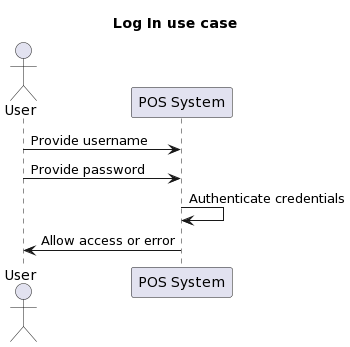 Log In use case
User
POS System
Provide username
Provide password
Authenticate credentials
Allow access or error
User
POS System